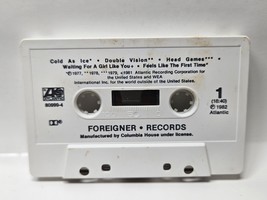 Cold As Ice* • Double Vision** • Head Games***
Waiting For A Girl Like You+ • Feels Like The First Time*
℗1977, **1978, ***1979, +1981 Atlantic Recording Corporation for
the United States and WEA
International Inc. for the world outside of the United States.
80999-4
1
(18:40)
℗ 1982
Atlantic
FOREIGNER • RECORDS
Manufactured by Columbia House under license.